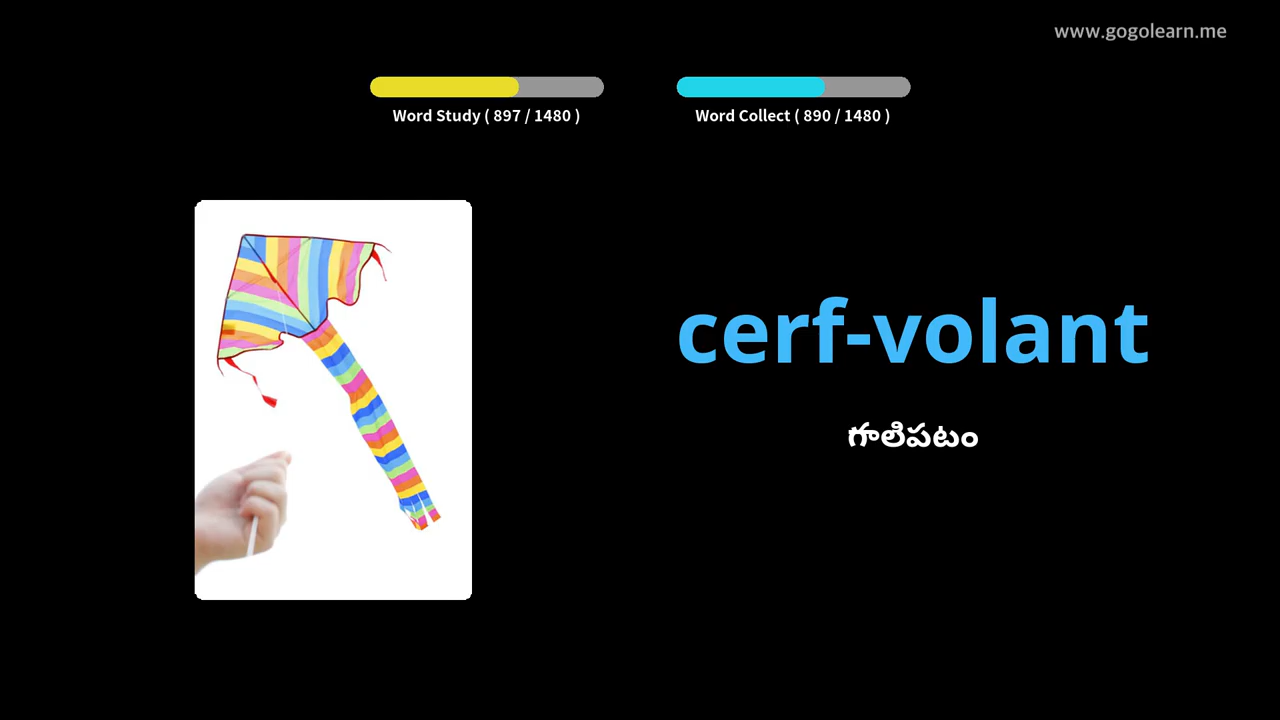 www.gogolearn.me
Word Study ( 897 / 1480 )
Word Collect ( 890 / 1480 )
cerf-volant
గాలిపటం